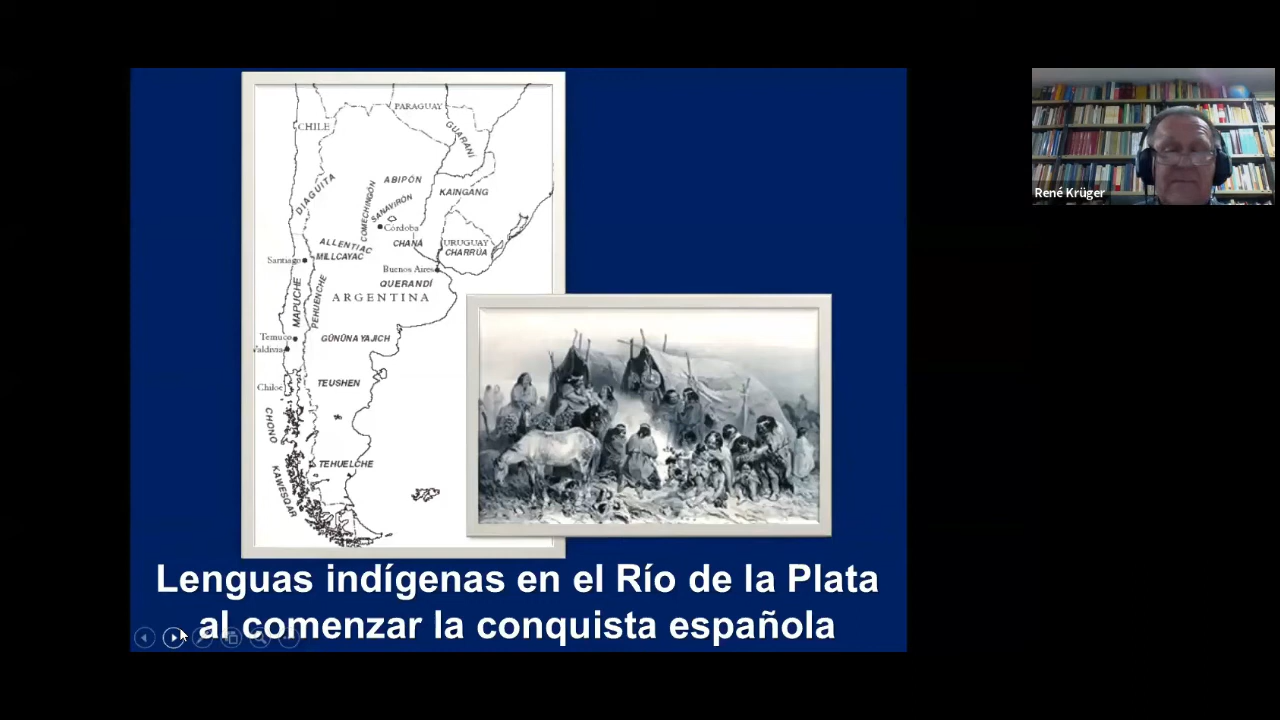 PARAGUAY
CHILE
GUARANÍ
DIAGUITA
ABIPÓN
KAINGANG
COMECHINGÓN
SANAVIRÓN
Córdoba
ALLENTIAC
CHANÁ
URUGUAY
CHARRÚA
MILLCAYAC
Santiago
Buenos Aires
QUERANDÍ
ARGENTINA
MAPUCHE
PEHUENCHE
Temuco
GÜNÜNA YAJICH
Valdivia
Chiloé
TEUSHEN
CHONO
TEHUELCHE
KAWESQAR
Lenguas indígenas en el Río de la Plata
al comenzar la conquista española
René Krüger